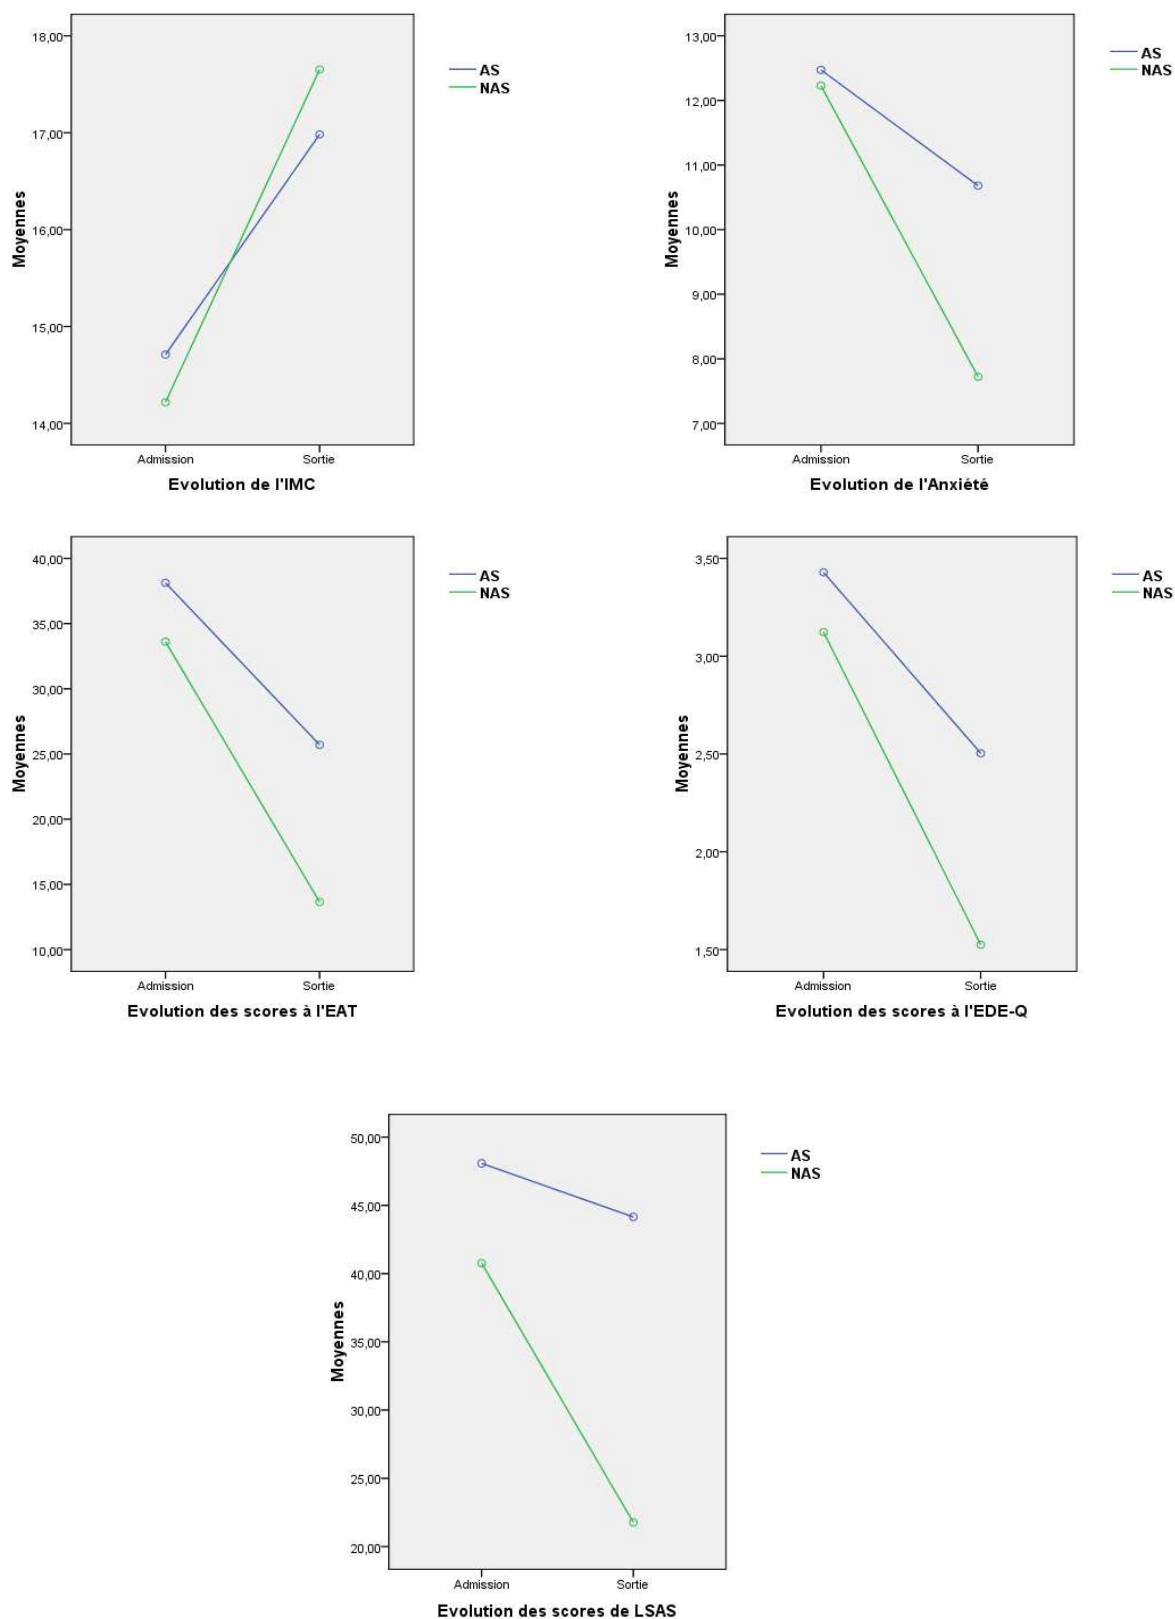 18,00
17,00
16,00
15,00
14,00
Moyennes
Admission
Sortie
Evolution de l'IMC
AS
NAS
13,00
12,00
11,00
10,00
9,00
8,00
7,00
Moyennes
Admission
Sortie
Evolution de l'Anxiété
AS
NAS
40,00
35,00
30,00
25,00
20,00
15,00
10,00
Moyennes
Admission
Sortie
Evolution des scores à l'EAT
AS
NAS
3,50
3,00
2,50
2,00
1,50
Moyennes
Admission
Sortie
Evolution des scores à l'EDE-Q
AS
NAS
50,00
45,00
40,00
35,00
30,00
25,00
20,00
Moyennes
Admission
Sortie
Evolution des scores de LSAS
AS
NAS